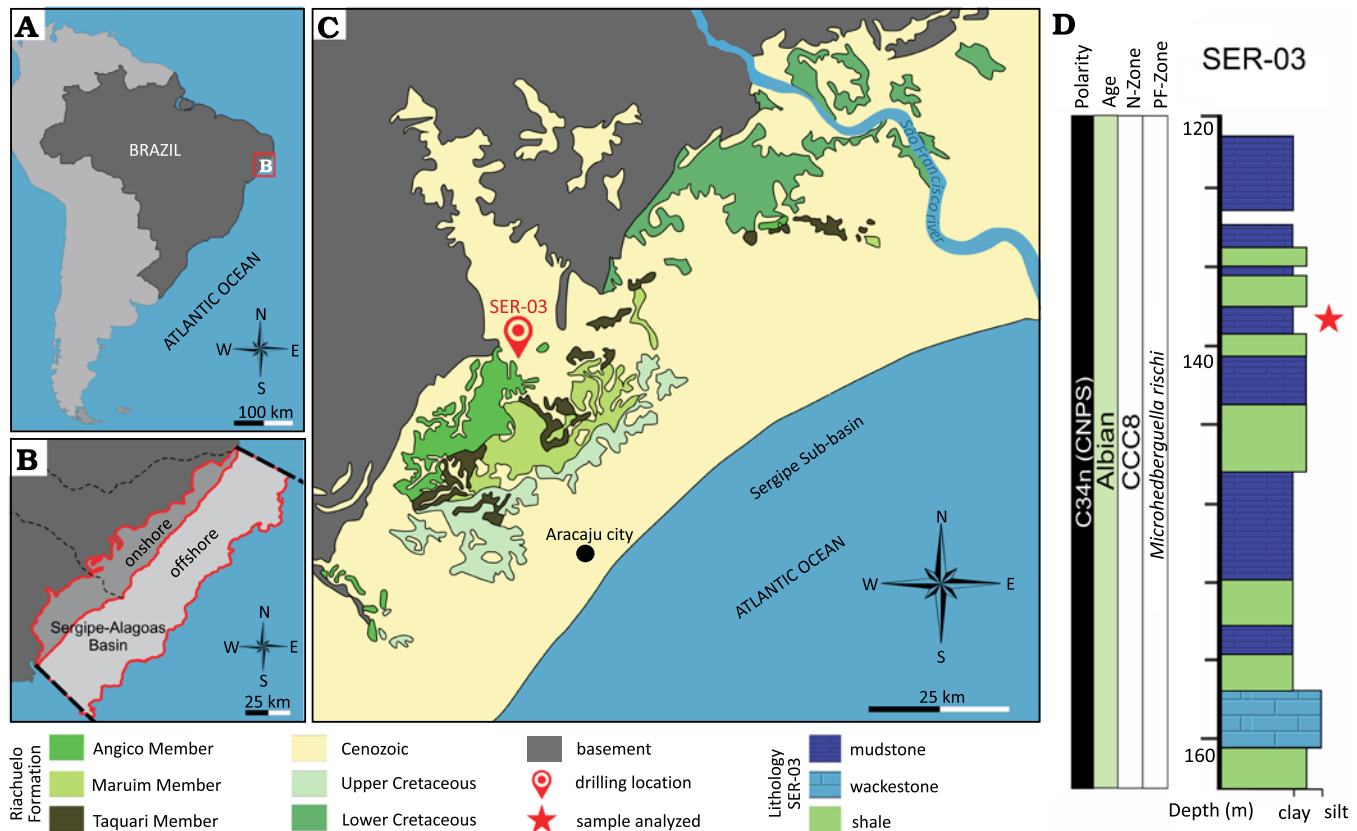 A
BRAZIL
B
ATLANTIC OCEAN
N
W
E
S
100 km
B
onshore
offshore
Sergipe-Alagoas
Basin
N
W
E
S
25 km
C
São Francisco river
SER-03
Sergipe Sub-basin
Aracaju city
ATLANTIC OCEAN
N
W
E
S
25 km
D
SER-03
Polarity
Age
N-Zone
PF-Zone
C34n (CNPS)
Albian
CCC8
Microhedberguella rischi
120
140
160
Depth (m)
clay
silt
Riachuelo
Formation
Angico Member
Maruim Member
Taquari Member
Cenozoic
Upper Cretaceous
Lower Cretaceous
basement
drilling location
sample analyzed
Lithology
SER-03
mudstone
wackestone
shale